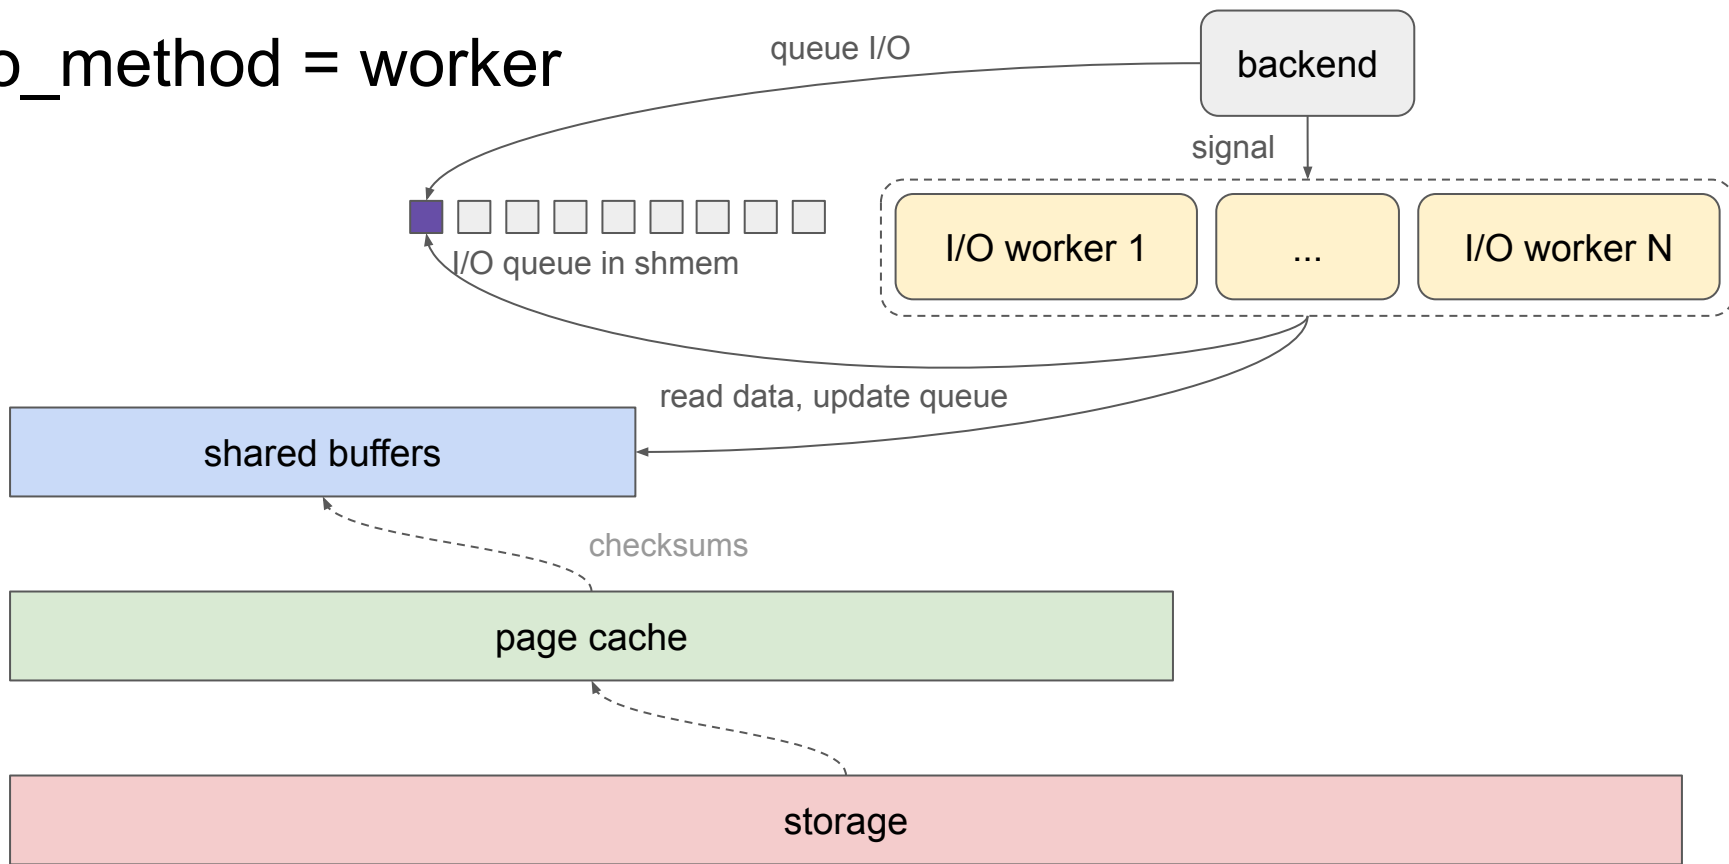 o_method = worker
queue I/O
backend
signal
I/O worker 1
...
I/O worker N
I/O queue in shmem
read data, update queue
shared buffers
checksums
page cache
storage